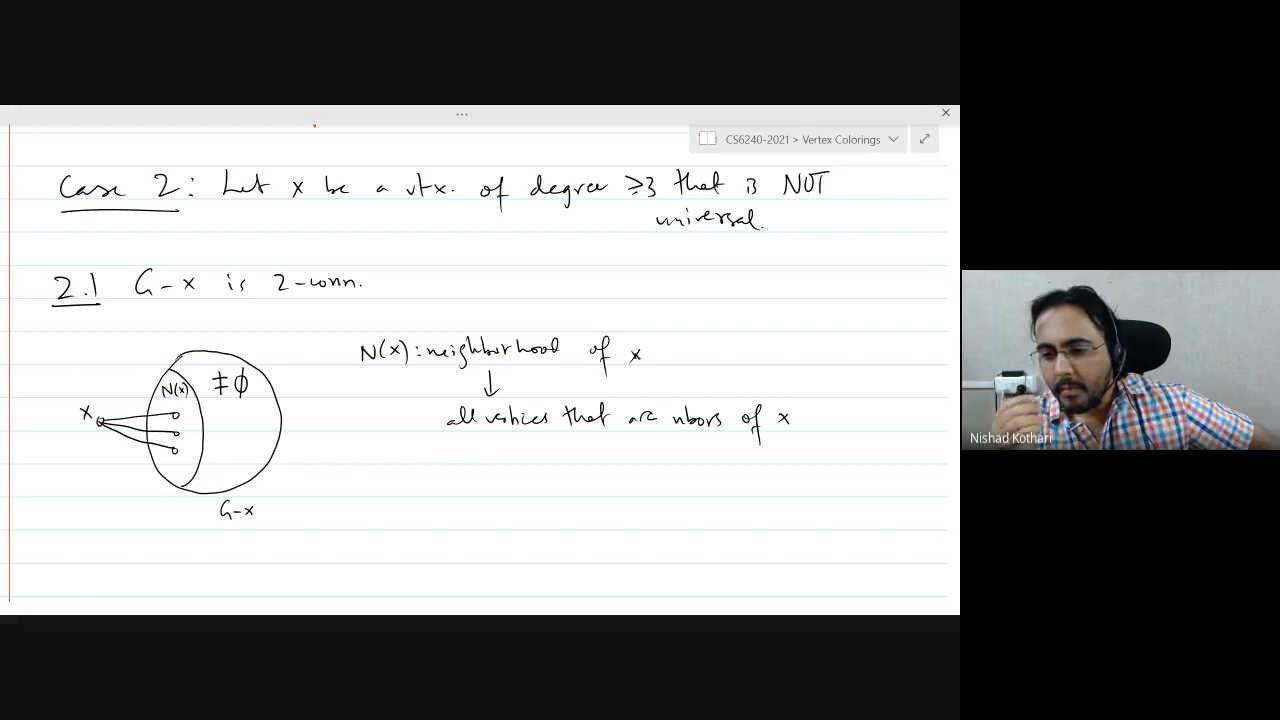 CS6240-2021 > Vertex Colorings
Case 2: Let x be a vtx. of degree ≥3 that is NOT
universal.
2.1 G-x is 2-conn.
N(x): neighborhood of x
N(x) ≠ ϕ
↓
x
all vertices that are nbors of x
G-x
Nishad Kothari